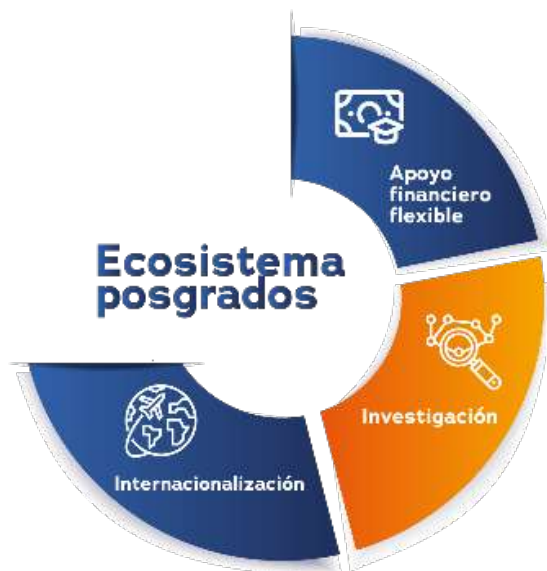 Apoyo
financiero
flexible
Ecosistema
posgrados
Investigación
Internacionalización